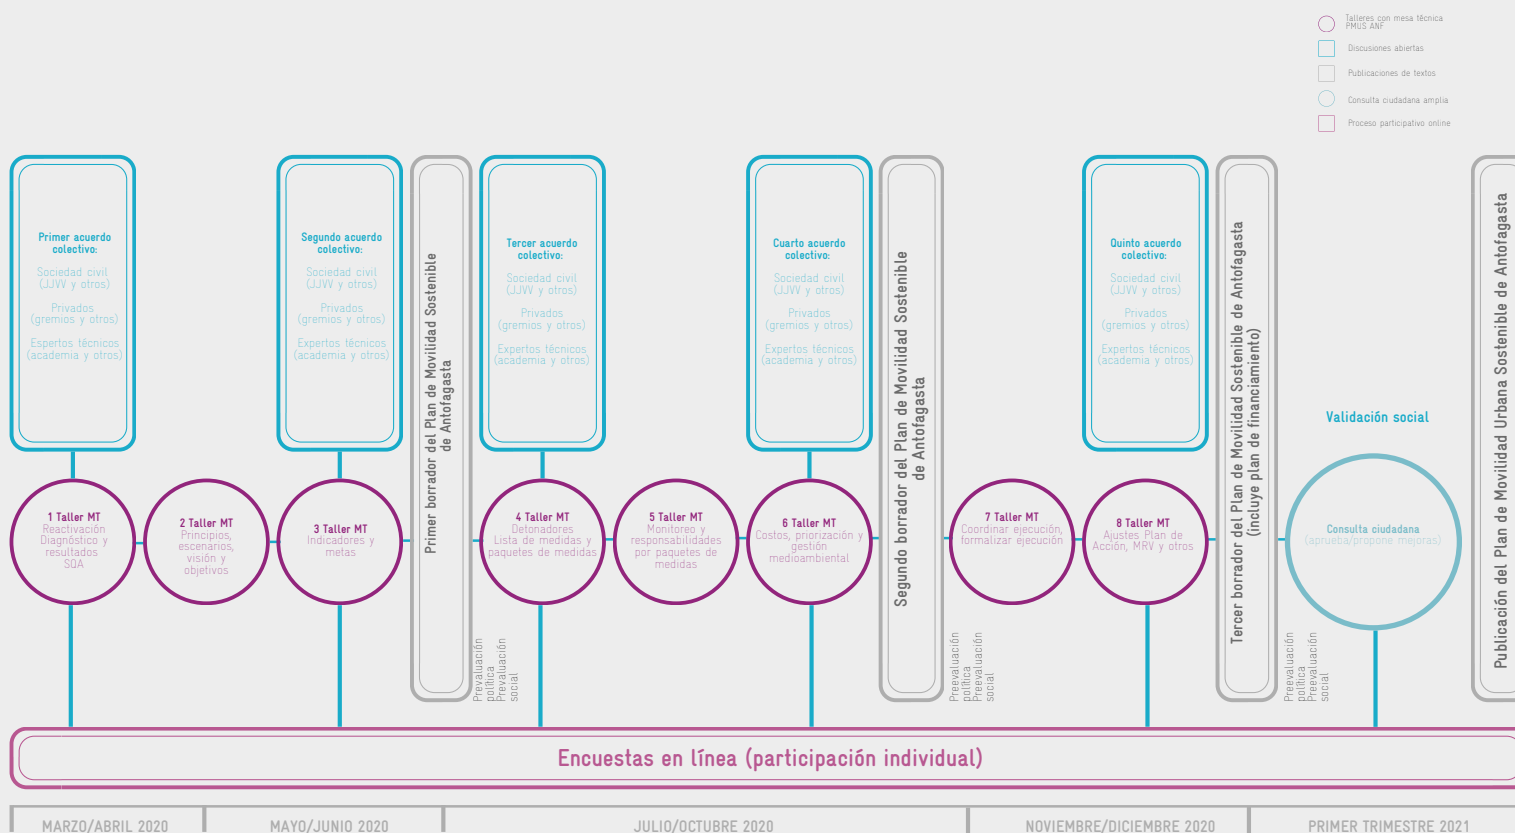 Talleres con mesa técnica
PMUS ANF
Discusiones abiertas
Publicaciones de textos
Consulta ciudadana amplia
Proceso participativo online
Primer acuerdo
colectivo:
Sociedad civil
(JJVV y otros)
Privados
(gremios y otros)
Espertos técnicos
(academia y otros)
Segundo acuerdo
colectivo:
Sociedad civil
(JJVV y otros)
Privados
(gremios y otros)
Expertos técnicos
(academia y otros)
Primer borrador del Plan de Movilidad Sostenible
de Antofagasta
Tercer acuerdo
colectivo:
Sociedad civil
(JJVV y otros)
Privados
(gremios y otros)
Expertos técnicos
(academia y otros)
Cuarto acuerdo
colectivo:
Sociedad civil
(JJVV y otros)
Privados
(gremios y otros)
Expertos técnicos
(academia y otros)
Segundo borrador del Plan de Movilidad Sostenible
de Antofagasta
Quinto acuerdo
colectivo:
Sociedad civil
(JJVV y otros)
Privados
(gremios y otros)
Expertos técnicos
(academia y otros)
Tercer borrador del Plan de Movilidad Sostenible de Antofagasta
(incluye plan de financiamiento)
Validación social
Publicación del Plan de Movilidad Urbana Sostenible de Antofagasta
1 Taller MT
Reactivación
Diagnóstico y
resultados
SQA
2 Taller MT
Principios,
escenarios,
visión y
objetivos
3 Taller MT
Indicadores y
metas
4 Taller MT
Detonadores
Lista de medidas y
paquetes de medidas
5 Taller MT
Monitoreo y
responsabilidades
por paquetes de
medidas
6 Taller MT
Costos, priorización y
gestión
medioambiental
7 Taller MT
Coordinar ejecución,
formalizar ejecución
8 Taller MT
Ajustes Plan de
Acción, MRV y otros
Consulta ciudadana
(aprueba/propone mejoras)
Prevaluación
política
Prevaluación
social
Preevaluación
política
Preevaluación
social
Preevaluación
política
Preevaluación
social
Encuestas en línea (participación individual)
MARZO/ABRIL 2020
MAYO/JUNIO 2020
JULIO/OCTUBRE 2020
NOVIEMBRE/DICIEMBRE 2020
PRIMER TRIMESTRE 2021